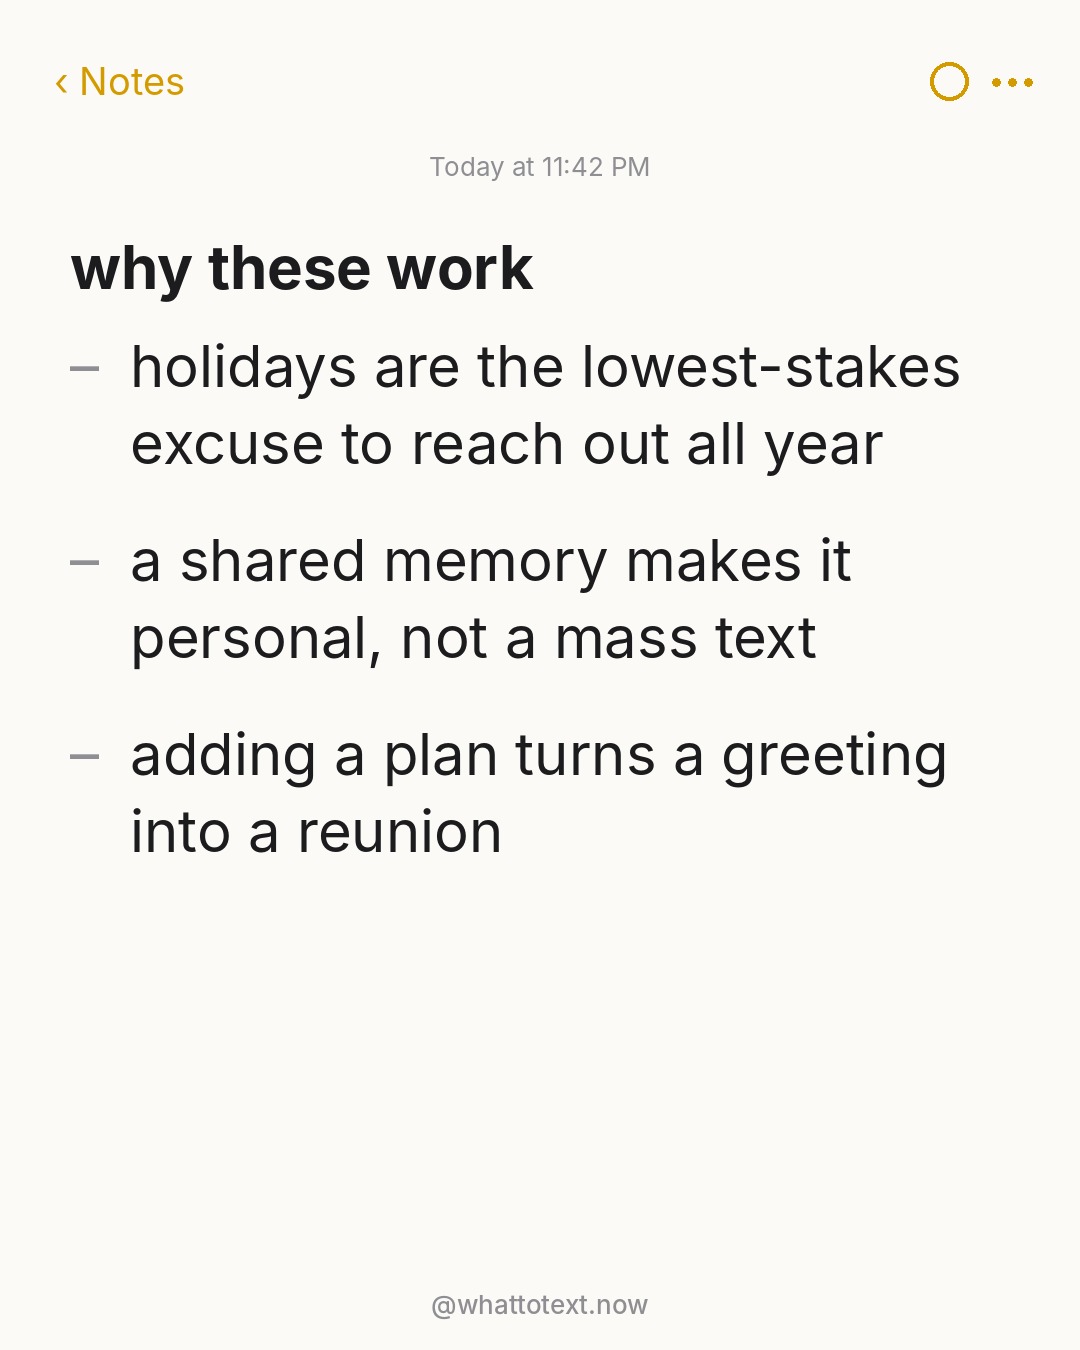 ‹ Notes
Today at 11:42 PM
why these work
– holidays are the lowest-stakes
excuse to reach out all year
– a shared memory makes it
personal, not a mass text
– adding a plan turns a greeting
into a reunion
@whattotext.now